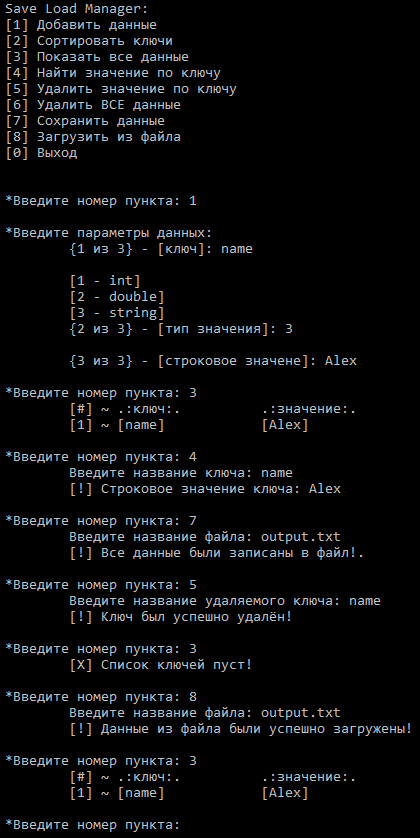 Save Load Manager:
[1] Добавить данные
[2] Сортировать ключи
[3] Показать все данные
[4] Найти значение по ключу
[5] Удалить значение по ключу
[6] Удалить ВСЕ данные
[7] Сохранить данные
[8] Загрузить из файла
[0] Выход
*Введите номер пункта: 1
*Введите параметры данных:
{1 из 3} - [ключ]: name
[1 - int]
[2 - double]
[3 - string]
{2 из 3} - [тип значения]: 3
{3 из 3} - [строковое значене]: Alex
*Введите номер пункта: 3
[#] ~ .:ключ:. .:значение:.
[1] ~ [name] [Alex]
*Введите номер пункта: 4
Введите название ключа: name
[!] Строковое значение ключа: Alex
*Введите номер пункта: 7
Введите название файла: output.txt
[!] Все данные были записаны в файл!.
*Введите номер пункта: 5
Введите название удаляемого ключа: name
[!] Ключ был успешно удалён!
*Введите номер пункта: 3
[X] Список ключей пуст!
*Введите номер пункта: 8
Введите название файла: output.txt
[!] Данные из файла были успешно загружены!
*Введите номер пункта: 3
[#] ~ .:ключ:. .:значение:.
[1] ~ [name] [Alex]
*Введите номер пункта: